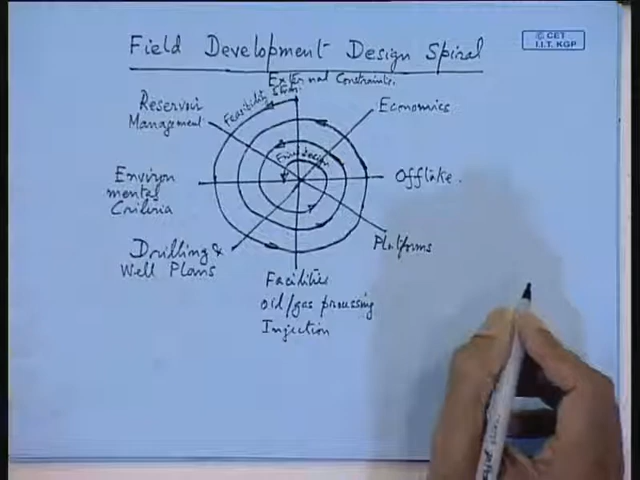 Field Development Design Spiral
© CET
I.I.T. KGP
External Constraints.
Feasibility
Reservoir
Management
Economics
Environ
mental
Criteria
Offtake.
Drilling &
Well Plans
Platforms
Facilities
oil/gas processing
Injection